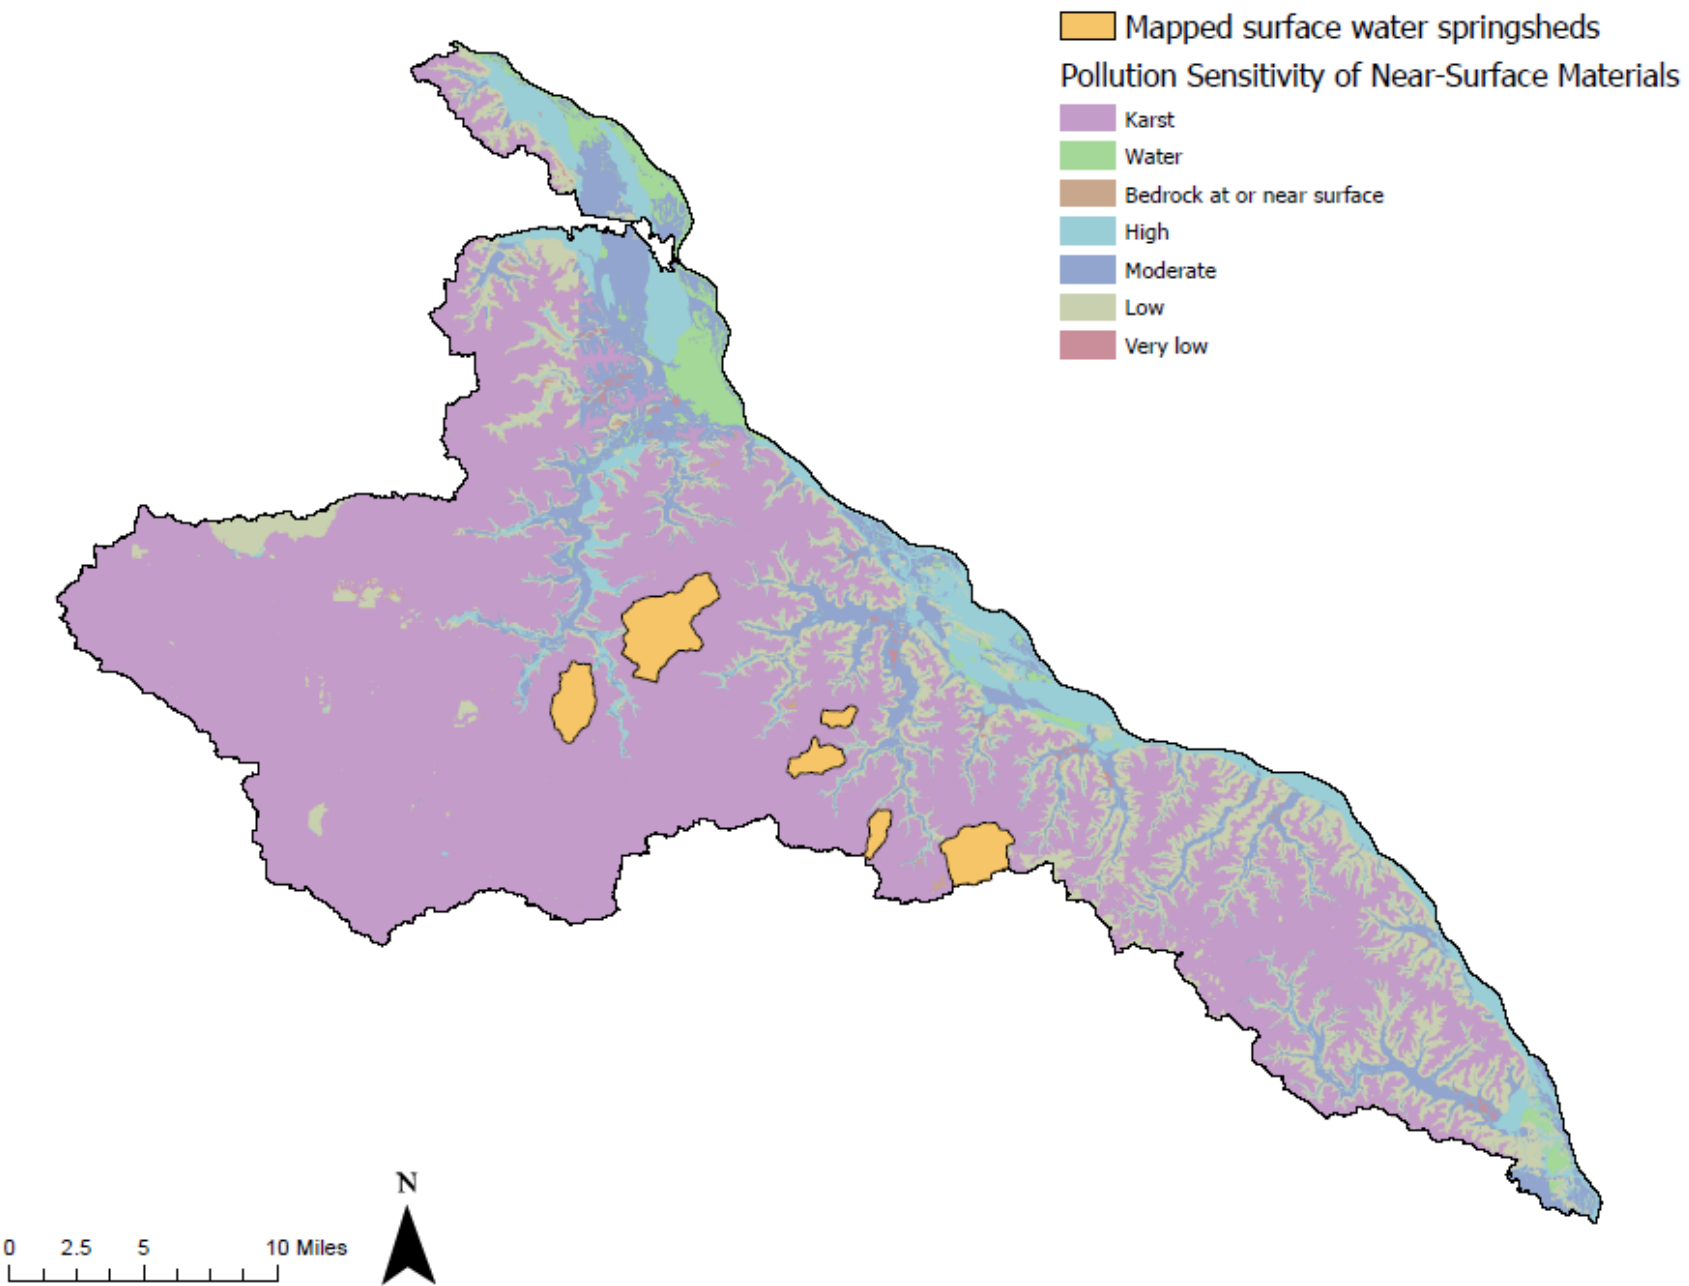 Mapped surface water springsheds
Pollution Sensitivity of Near-Surface Materials
Karst
Water
Bedrock at or near surface
High
Moderate
Low
Very low
N
0 2.5 5 10 Miles